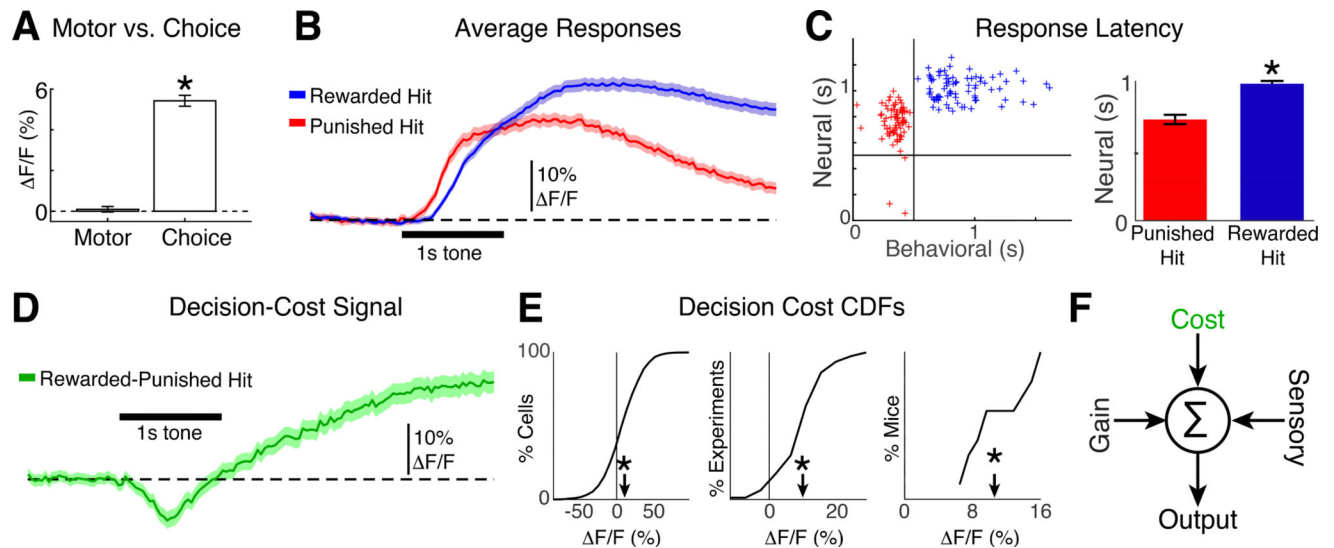 A Motor vs. Choice
6
ΔF/F (%)
0
*
Motor Choice
B Average Responses
Rewarded Hit
Punished Hit
10%
ΔF/F
1s tone
C Response Latency
Neural (s)
1
0
0 1
Behavioral (s)
Neural (s)
1
1
*
Punished Rewarded
Hit Hit
D Decision-Cost Signal
Rewarded-Punished Hit
1s tone
10%
ΔF/F
E Decision Cost CDFs
100
% Cells
0
*
-50 0 50
ΔF/F (%)
% Experiments
*
0 20
ΔF/F (%)
% Mice
*
0 16
ΔF/F (%)
F
Cost
Gain
Σ
Sensory
Output